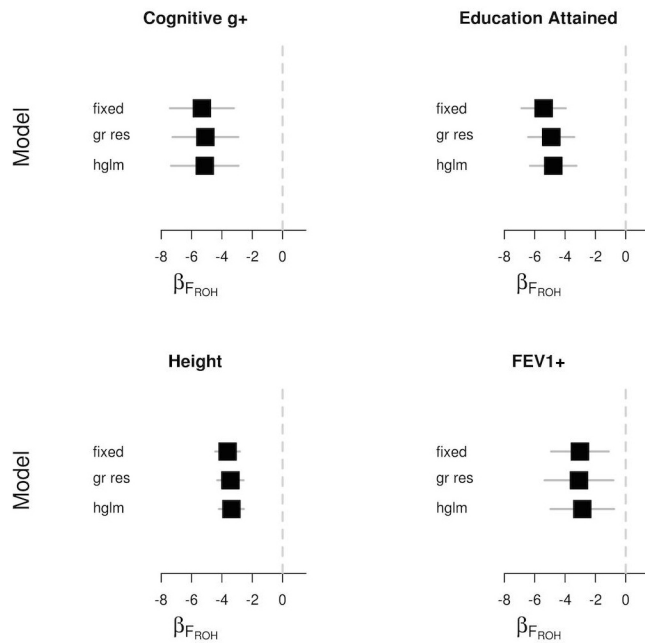 Cognitive g+
Education Attained
Model
fixed
gr res
hglm
fixed
gr res
hglm
-8 -6 -4 -2 0
-8 -6 -4 -2 0
βFROH
βFROH
Height
FEV1+
Model
fixed
gr res
hglm
fixed
gr res
hglm
-8 -6 -4 -2 0
-8 -6 -4 -2 0
βFROH
βFROH